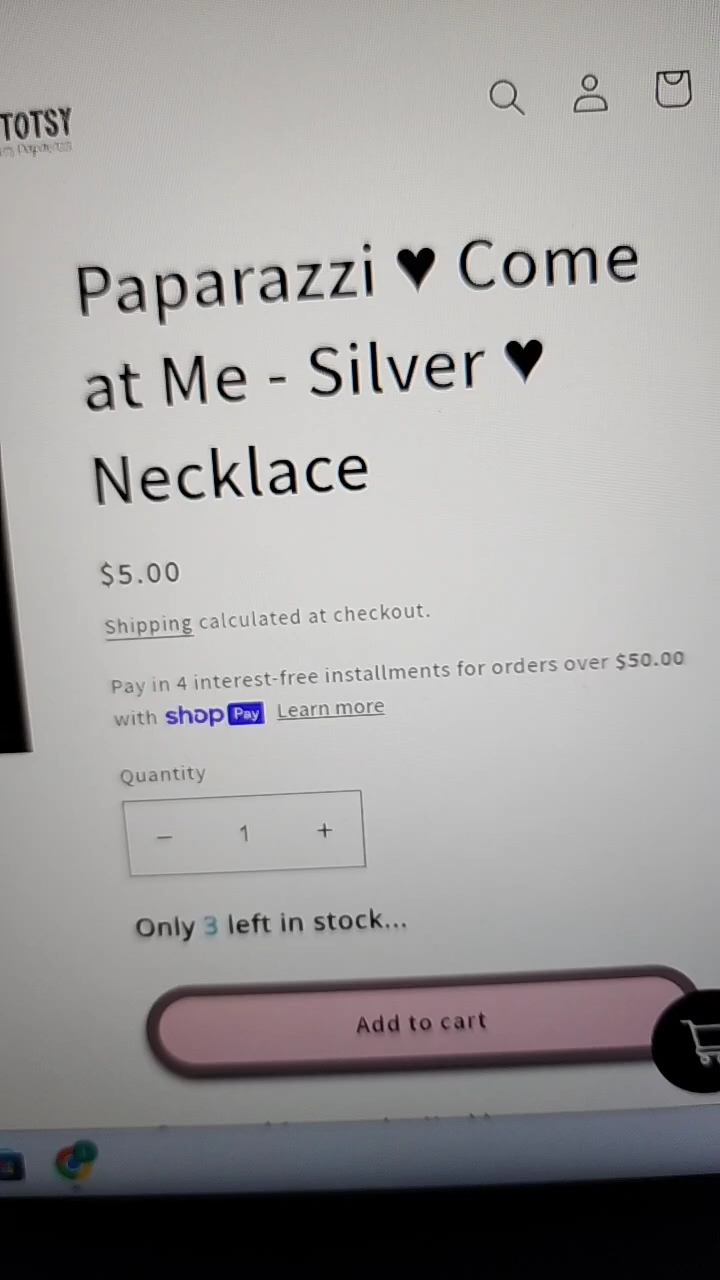 TOTSY
Paparazzi ♥ Come
at Me - Silver ♥
Necklace
$5.00
Shipping calculated at checkout.
Pay in 4 interest-free installments for orders over $50.00
with shop Pay Learn more
Quantity
− 1 +
Only 3 left in stock...
Add to cart